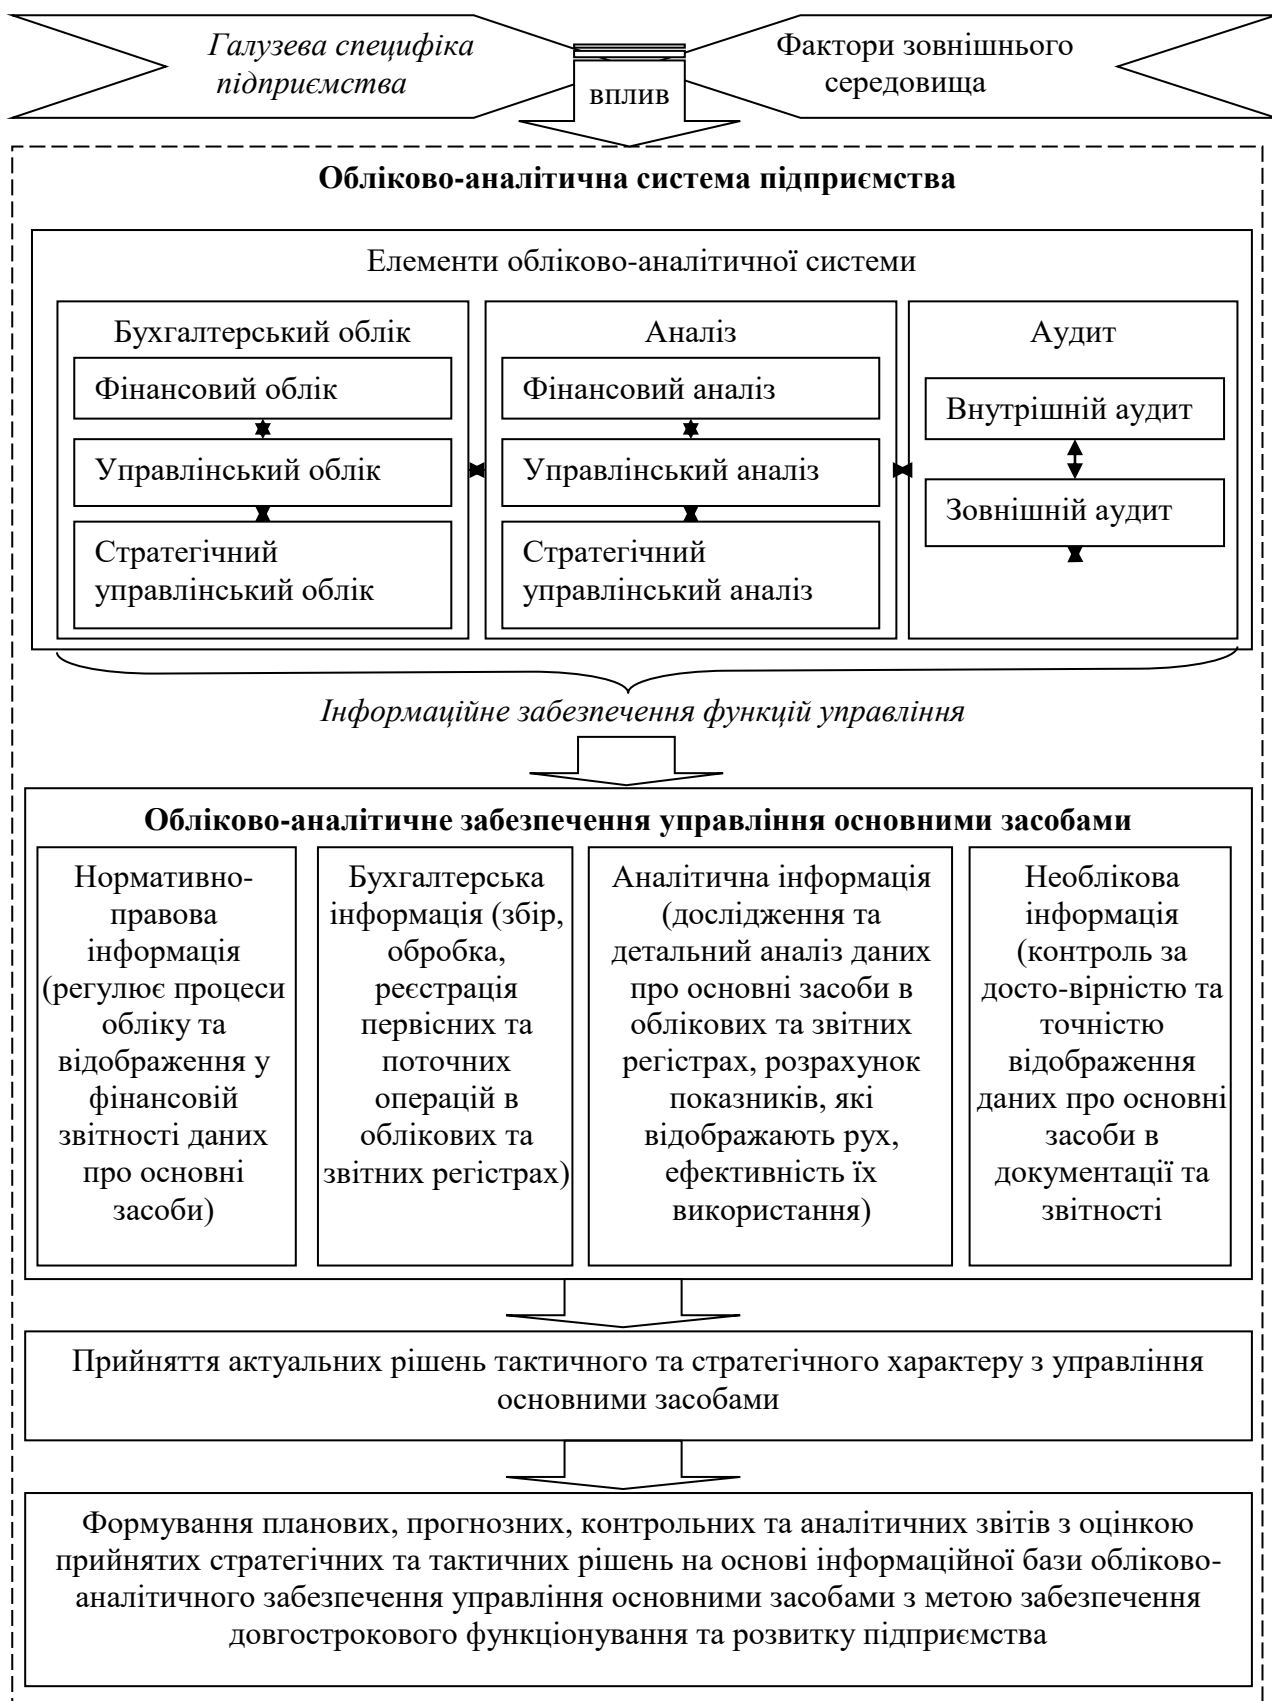 Галузева специфіка
підприємства
Фактори зовнішнього
середовища
вплив
Обліково-аналітична система підприємства
Елементи обліково-аналітичної системи
Бухгалтерський облік
Фінансовий облік
Управлінський облік
Стратегічний
управлінський облік
Аналіз
Фінансовий аналіз
Управлінський аналіз
Стратегічний
управлінський аналіз
Аудит
Внутрішній аудит
Зовнішній аудит
Інформаційне забезпечення функцій управління
Обліково-аналітичне забезпечення управління основними засобами
Нормативно-
правова
інформація
(регулює процеси
обліку та
відображення у
фінансовій
звітності даних
про основні
засоби)
Бухгалтерська
інформація (збір,
обробка,
реєстрація
первісних та
поточних
операцій в
облікових та
звітних регістрах)
Аналітична інформація
(дослідження та
детальний аналіз даних
про основні засоби в
облікових та звітних
регістрах, розрахунок
показників, які
відображають рух,
ефективність їх
використання)
Необлікова
інформація
(контроль за
досто-вірністю та
точністю
відображення
даних про основні
засоби в
документації та
звітності
Прийняття актуальних рішень тактичного та стратегічного характеру з управління
основними засобами
Формування планових, прогнозних, контрольних та аналітичних звітів з оцінкою
прийнятих стратегічних та тактичних рішень на основі інформаційної бази обліково-
аналітичного забезпечення управління основними засобами з метою забезпечення
довгострокового функціонування та розвитку підприємства